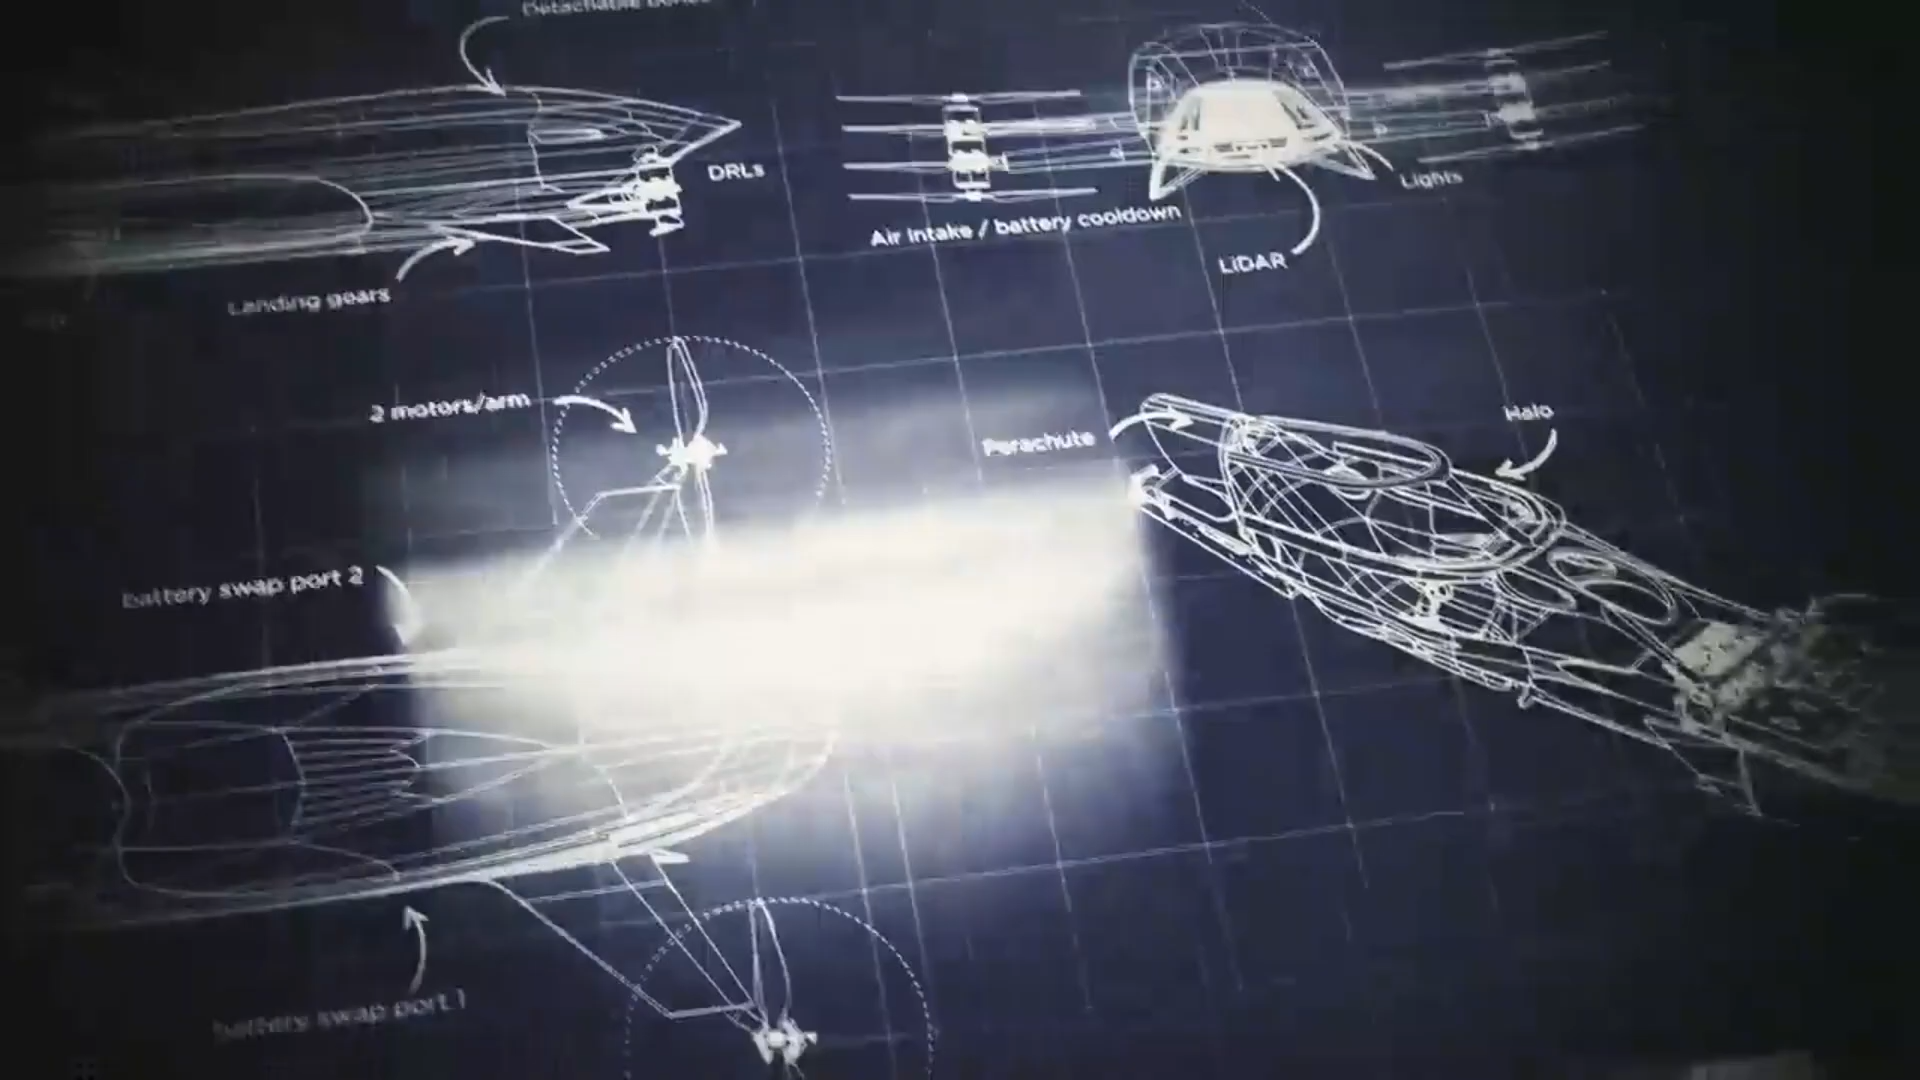 Detachable
DRLs
Lights
Air intake / battery cooldown
LiDAR
Landing gears
2 motors/arm
Halo
Parachute
battery swap port 2
battery swap port 1